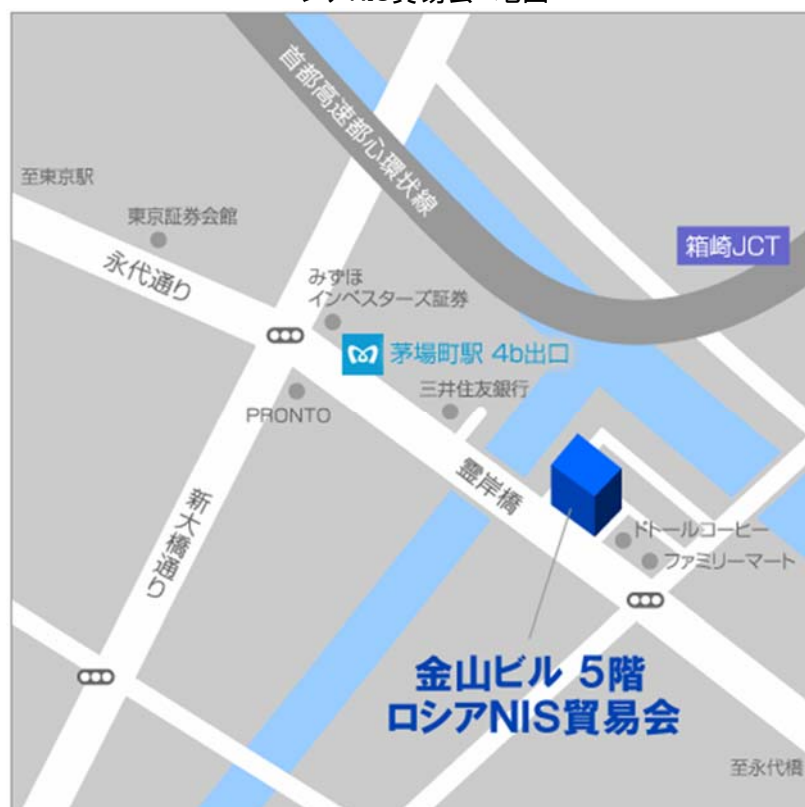 首都高速都心環状線
至東京駅
東京証券会館
箱崎JCT
永代通り
みずほ
インベスターズ証券
茅場町駅 4b出口
三井住友銀行
PRONTO
霊岸橋
新大橋通り
ドトールコーヒー
ファミリーマート
金山ビル 5階
ロシアNIS貿易会
至永代橋